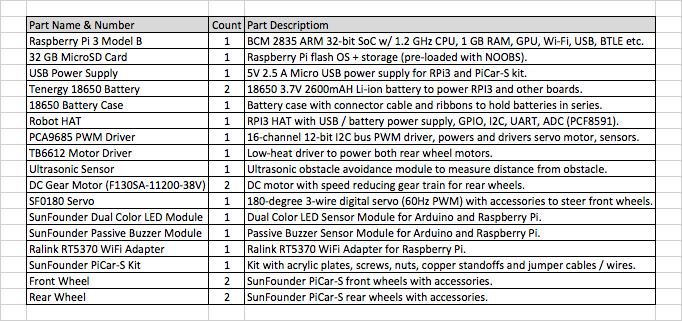 Part Name & Number Count Part Descriptiom
Raspberry Pi 3 Model B 1 BCM 2835 ARM 32-bit SoC w/ 1.2 GHz CPU, 1 GB RAM, GPU, Wi-Fi, USB, BTLE etc.
32 GB MicroSD Card 1 Raspberry Pi flash OS + storage (pre-loaded with NOOBS).
USB Power Supply 1 5V 2.5 A Micro USB power supply for RPi3 and PiCar-S kit.
Tenergy 18650 Battery 2 18650 3.7V 2600mAH Li-ion battery to power RPI3 and other boards.
18650 Battery Case 1 Battery case with connector cable and ribbons to hold batteries in series.
Robot HAT 1 RPI3 HAT with USB / battery power supply, GPIO, I2C, UART, ADC (PCF8591).
PCA9685 PWM Driver 1 16-channel 12-bit I2C bus PWM driver, powers and drivers servo motor, sensors.
TB6612 Motor Driver 1 Low-heat driver to power both rear wheel motors.
Ultrasonic Sensor 1 Ultrasonic obstacle avoidance module to measure distance from obstacle.
DC Gear Motor (F130SA-11200-38V) 2 DC motor with speed reducing gear train for rear wheels.
SF0180 Servo 1 180-degree 3-wire digital servo (60Hz PWM) with accessories to steer front wheels.
SunFounder Dual Color LED Module 1 Dual Color LED Sensor Module for Arduino and Raspberry Pi.
SunFounder Passive Buzzer Module 1 Passive Buzzer Sensor Module for Arduino and Raspberry Pi.
Ralink RT5370 WiFi Adapter 1 Ralink RT5370 WiFi Adapter for Raspberry Pi.
SunFounder PiCar-S Kit 1 Kit with acrylic plates, screws, nuts, copper standoffs and jumper cables / wires.
Front Wheel 2 SunFounder PiCar-S front wheels with accessories.
Rear Wheel 2 SunFounder PiCar-S rear wheels with accessories.